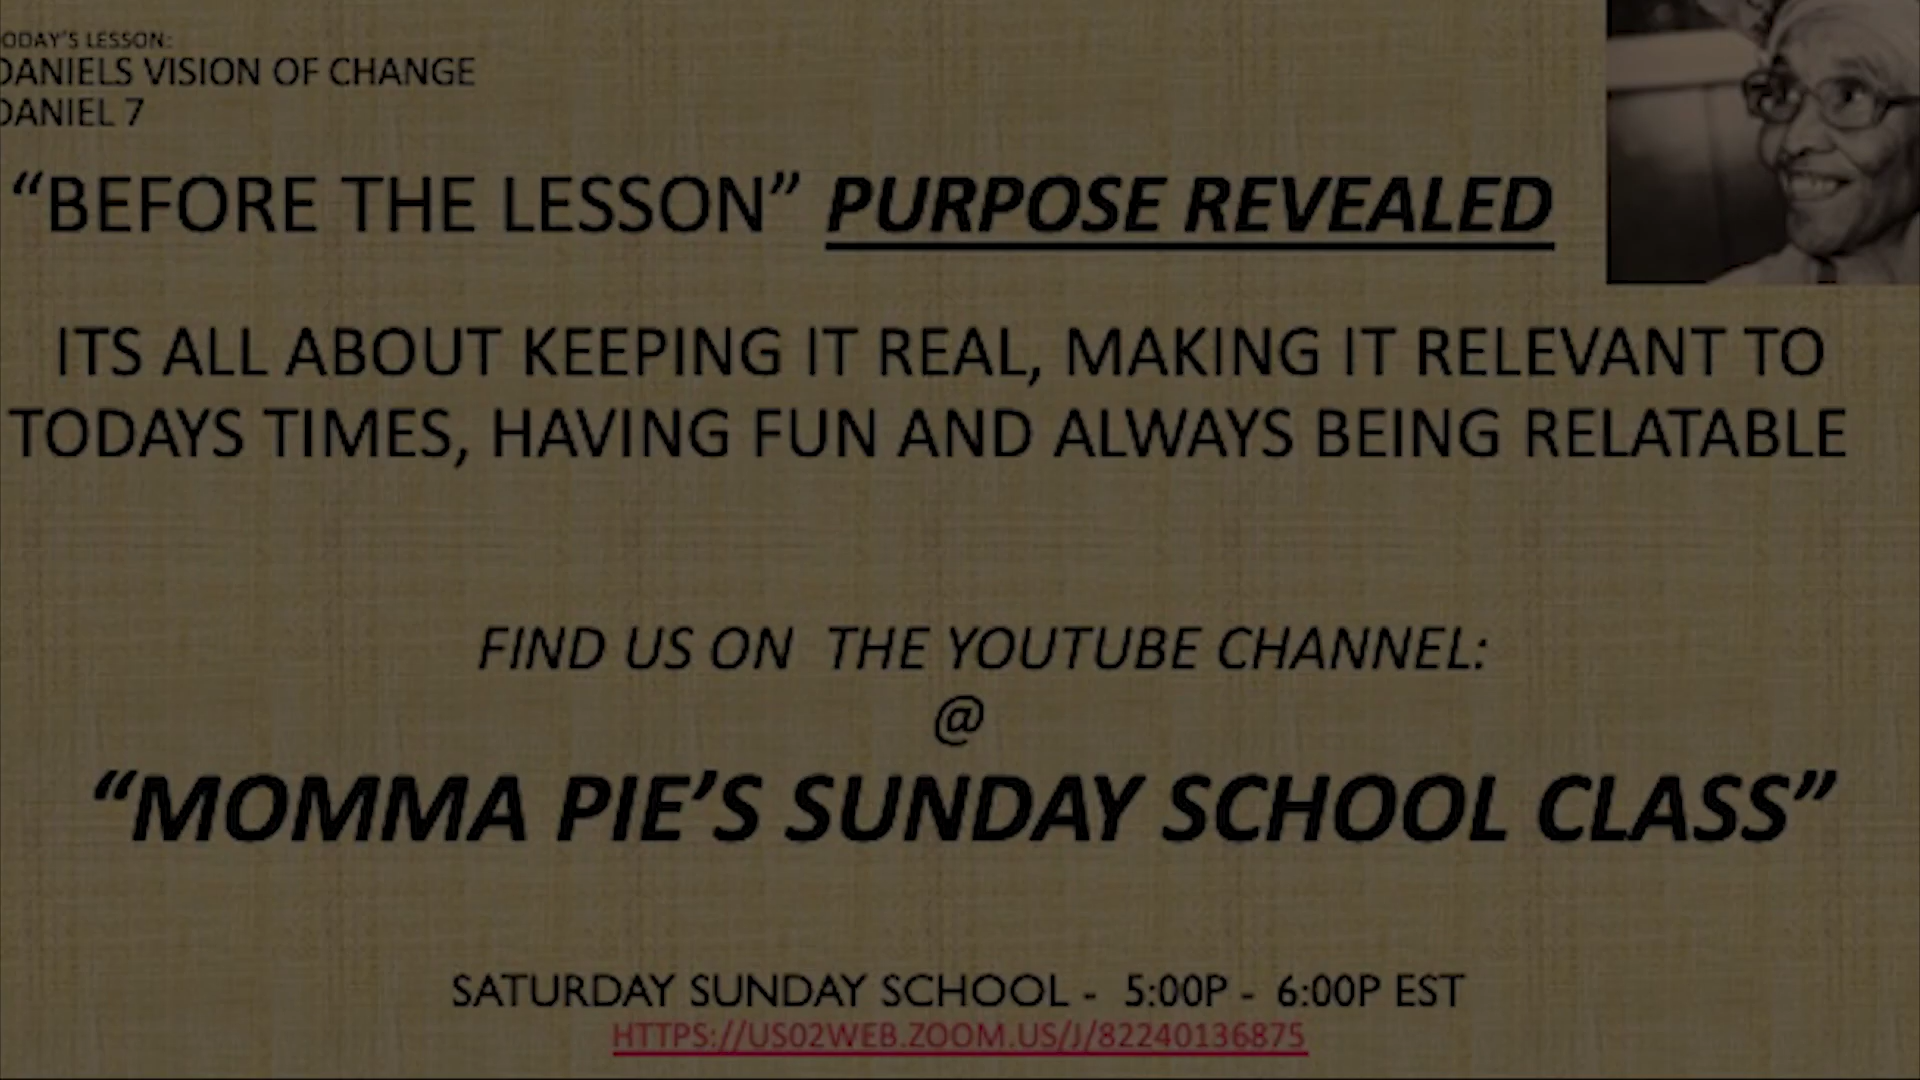 ODAY'S LESSON:
DANIELS VISION OF CHANGE
DANIEL 7
“BEFORE THE LESSON” PURPOSE REVEALED
ITS ALL ABOUT KEEPING IT REAL, MAKING IT RELEVANT TO
TODAYS TIMES, HAVING FUN AND ALWAYS BEING RELATABLE
FIND US ON THE YOUTUBE CHANNEL:
@
“MOMMA PIE’S SUNDAY SCHOOL CLASS”
SATURDAY SUNDAY SCHOOL - 5:00P - 6:00P EST
HTTPS://US02WEB.ZOOM.US/J/82240136875